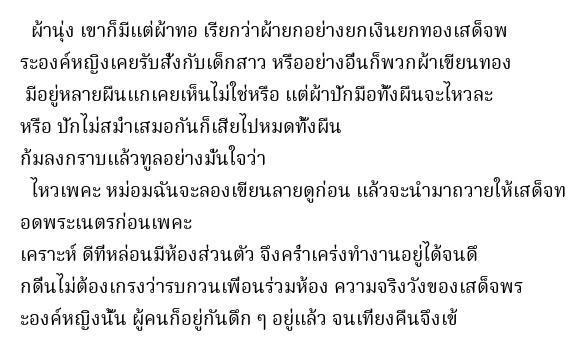 ผ้านุ่ง เขาก็มีแต่ผ้าทอ เรียกว่าผ้ายกอย่างยกเงินยกทองเสด็จพ
ระองค์หญิงเคยรับสั่งกับเด็กสาว หรืออย่างอื่นก็พวกผ้าเขียนทอง
มีอยู่หลายผืนแกเคยเห็นไม่ใช่หรือ แต่ผ้าปักมือทั้งผืนจะไหวละ
หรือ ปักไม่สม่ำเสมอกันก็เสียไปหมดทั้งผืน
ก้มลงกราบแล้วทูลอย่างมั่นใจว่า
ไหวเพคะ หม่อมฉันจะลองเขียนลายดูก่อน แล้วจะนำมาถวายให้เสด็จท
อดพระเนตรก่อนเพคะ
เคราะห์ ดีที่หล่อนมีห้องส่วนตัว จึงคร่ำเคร่งทำงานอยู่ได้จนดึ
กดื่นไม่ต้องเกรงว่ารบกวนเพื่อนร่วมห้อง ความจริงวังของเสด็จพร
ะองค์หญิงนั้น ผู้คนก็อยู่กันดึก ๆ อยู่แล้ว จนเที่ยงคืนจึงเข้